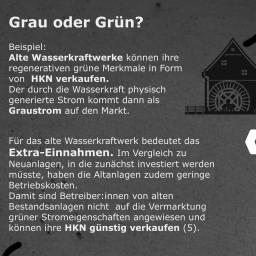 Grau oder Grün?
Beispiel:
Alte Wasserkraftwerke können ihre
regenerativen grüne Merkmale in Form
von HKN verkaufen.
Der durch die Wasserkraft physisch
generierte Strom kommt dann als
Graustrom auf den Markt.
Für das alte Wasserkraftwerk bedeutet das
Extra-Einnahmen. Im Vergleich zu
Neuanlagen, in die zunächst investiert werden
müsste, haben die Altanlagen zudem geringe
Betriebskosten.
Damit sind Betreiber:innen von alten
Bestandsanlagen nicht auf die Vermarktung
grüner Stromeigenschaften angewiesen und
können ihre HKN günstig verkaufen (5).